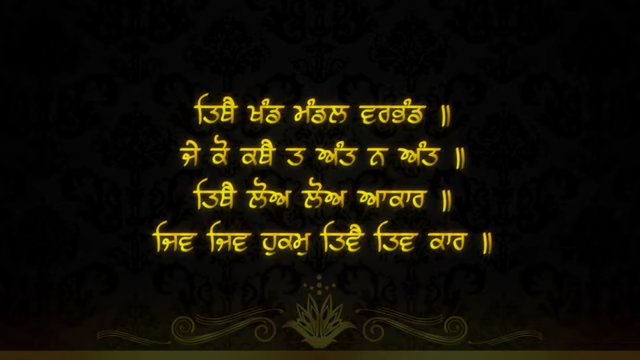 ਤਿਥੈ ਖੰਡ ਮੰਡਲ ਵਰਭੰਡ ॥
ਜੇ ਕੋ ਕਥੈ ਤ ਅੰਤ ਨ ਅੰਤ ॥
ਤਿਥੈ ਲੋਅ ਲੋਅ ਆਕਾਰ ॥
ਜਿਵ ਜਿਵ ਹੁਕਮੁ ਤਿਵੈ ਤਿਵ ਕਾਰ ॥